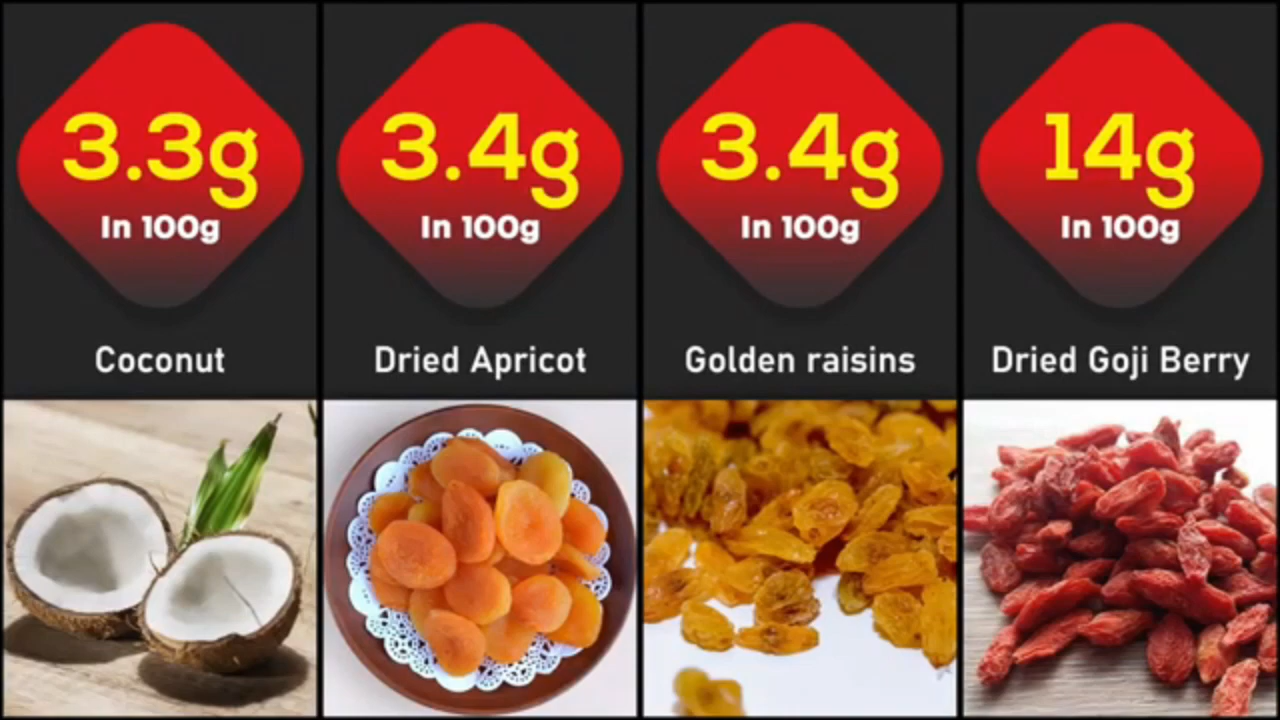 3.3g
In 100g
Coconut
3.4g
In 100g
Dried Apricot
3.4g
In 100g
Golden raisins
14g
In 100g
Dried Goji Berry